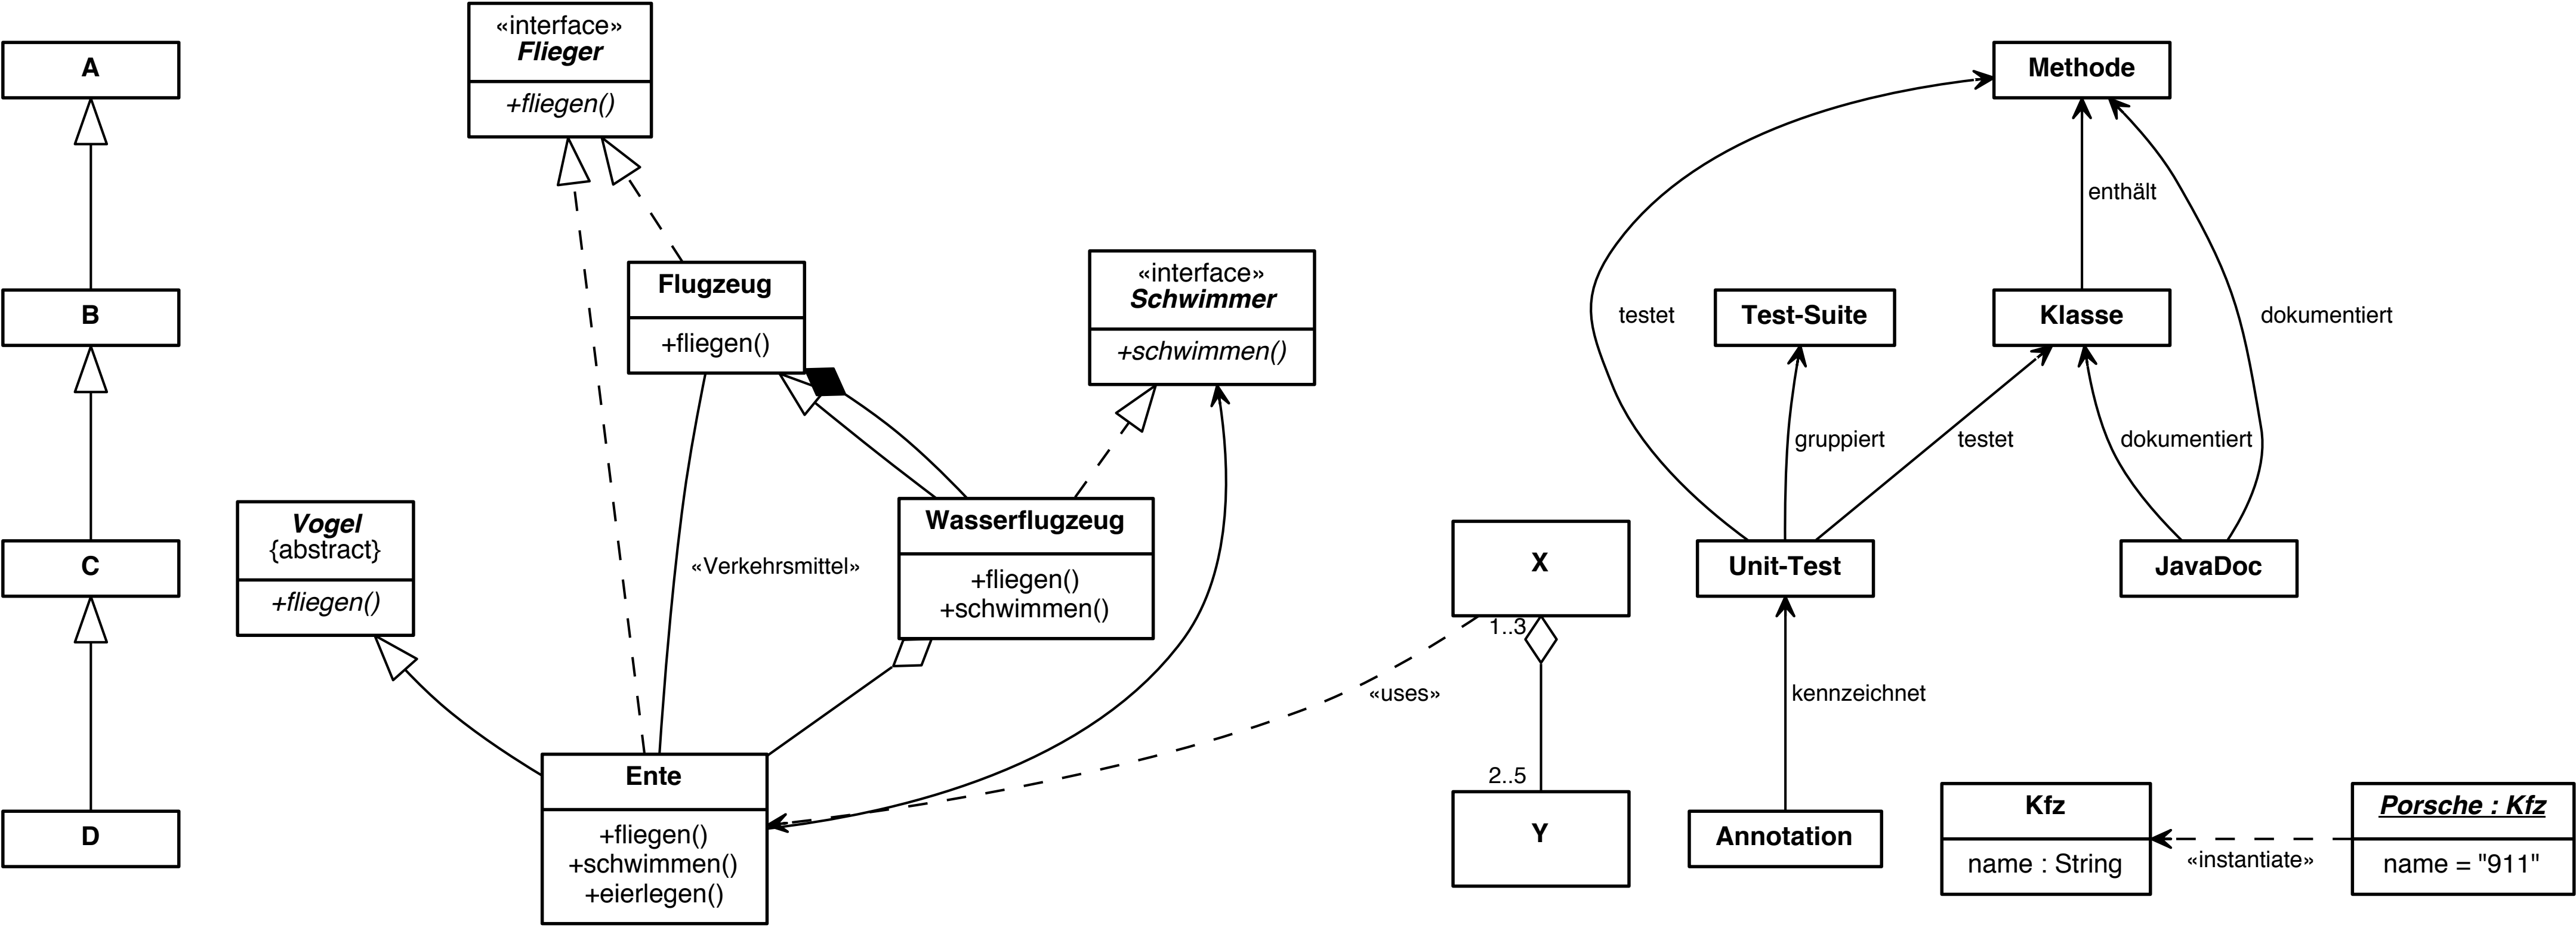 A
B
C
D
«interface»
Flieger
+fliegen()
Flugzeug
+fliegen()
«interface»
Schwimmer
+schwimmen()
Vogel
{abstract}
+fliegen()
«Verkehrsmittel»
Wasserflugzeug
+fliegen()
+schwimmen()
Ente
+fliegen()
+schwimmen()
+eierlegen()
«uses»
X
1..3
2..5
Y
Methode
enthält
testet
Test-Suite
Klasse
dokumentiert
gruppiert
testet
dokumentiert
Unit-Test
JavaDoc
kennzeichnet
Annotation
Kfz
name : String
«instantiate»
Porsche : Kfz
name = "911"